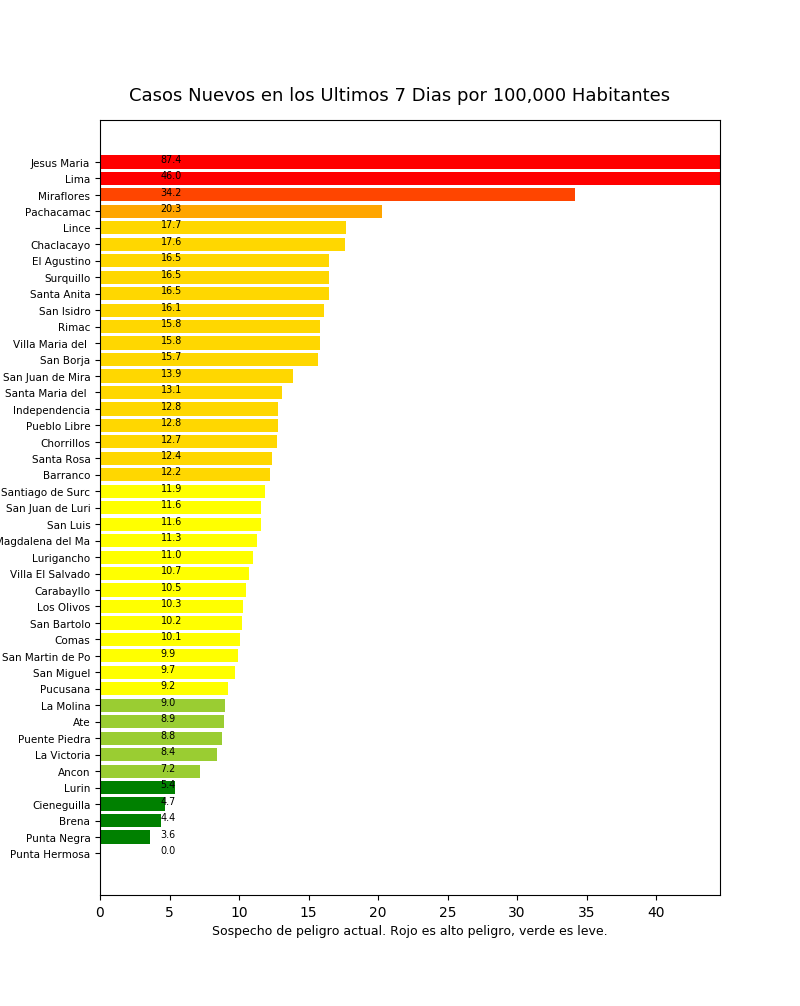 Casos Nuevos en los Ultimos 7 Dias por 100,000 Habitantes
Jesus Maria 87.4
Lima 46.0
Miraflores 34.2
Pachacamac 20.3
Lince 17.7
Chaclacayo 17.6
El Agustino 16.5
Surquillo 16.5
Santa Anita 16.5
San Isidro 16.1
Rimac 15.8
Villa Maria del 15.8
San Borja 15.7
San Juan de Mira 13.9
Santa Maria del 13.1
Independencia 12.8
Pueblo Libre 12.8
Chorrillos 12.7
Santa Rosa 12.4
Barranco 12.2
Santiago de Surc 11.9
San Juan de Luri 11.6
San Luis 11.6
Magdalena del Ma 11.3
Lurigancho 11.0
Villa El Salvado 10.7
Carabayllo 10.5
Los Olivos 10.3
San Bartolo 10.2
Comas 10.1
San Martin de Po 9.9
San Miguel 9.7
Pucusana 9.2
La Molina 9.0
Ate 8.9
Puente Piedra 8.8
La Victoria 8.4
Ancon 7.2
Lurin 5.4
Cieneguilla 4.7
Brena 4.4
Punta Negra 3.6
Punta Hermosa 0.0
0 5 10 15 20 25 30 35 40
Sospecho de peligro actual. Rojo es alto peligro, verde es leve.